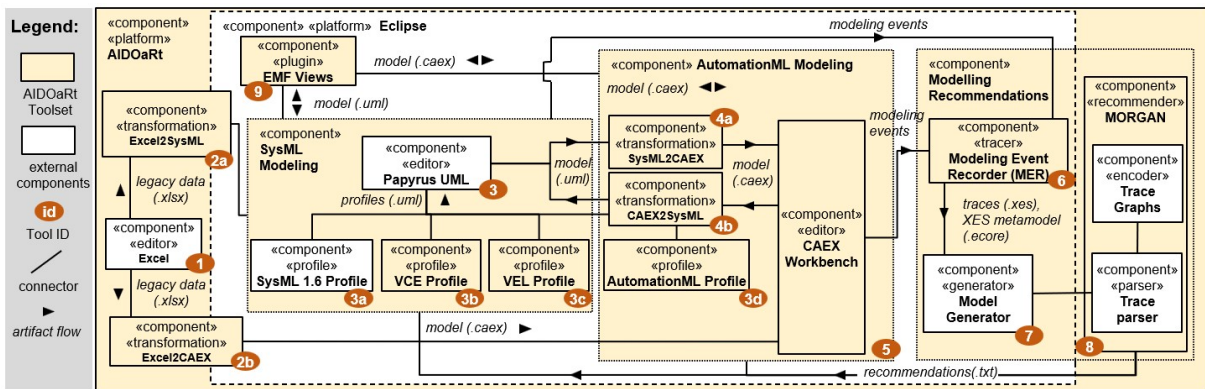 Legend:
AIDOaRt
Toolset
external
components
id
Tool ID
connector
artifact flow
«component»
«platform»
AIDOaRt
«component»
«transformation»
Excel2SysML
2a
legacy data
(.xlsx)
«component»
«editor»
Excel
1
legacy data
(.xlsx)
«component»
«transformation»
Excel2CAEX
2b
«component» «platform» Eclipse
«component»
«plugin»
EMF Views
9
model (.caex)
model (.uml)
«component»
SysML
Modeling
«component»
«editor»
Papyrus UML
3
profiles (.uml)
«component»
«profile»
SysML 1.6 Profile
3a
«component»
«profile»
VCE Profile
3b
«component»
«profile»
VEL Profile
3c
model (.caex)
model
(.uml)
modeling events
«component» AutomationML Modeling
model (.caex)
«component»
«transformation»
SysML2CAEX
4a
«component»
«transformation»
CAEX2SysML
4b
«component»
«profile»
AutomationML Profile
3d
model
(.caex)
«component»
«editor»
CAEX
Workbench
5
modeling
events
«component»
Modelling
Recommendations
«component»
«tracer»
Modeling Event
Recorder (MER)
6
traces (.xes),
XES metamodel
(.ecore)
«component»
«generator»
Model
Generator
7
«component»
«recommender»
MORGAN
«component»
«encoder»
Trace
Graphs
«component»
«parser»
Trace
parser
8
recommendations(.txt)